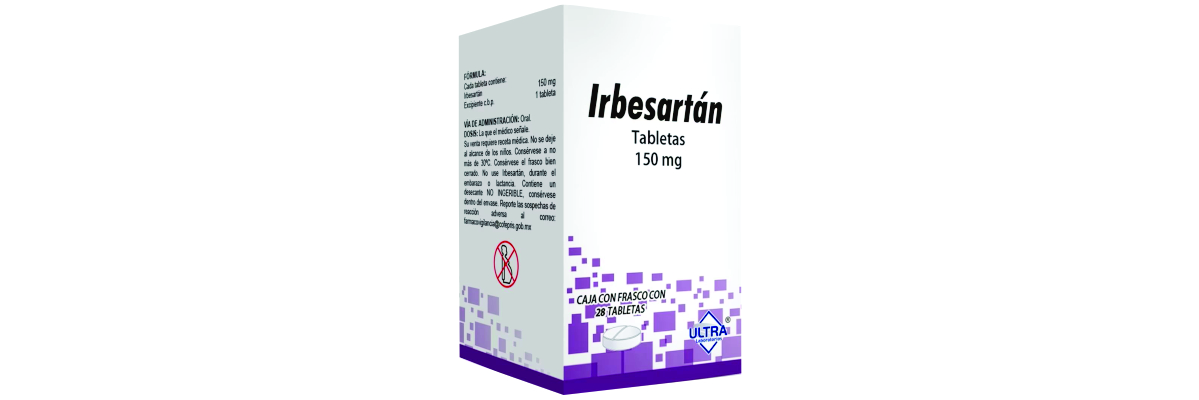 FÓRMULA:
Cada tableta contiene:
Irbesartán 150 mg
Excipiente c.b.p. 1 tableta
VÍA DE ADMINISTRACIÓN: Oral.
DOSIS: La que el médico señale.
Su venta requiere receta médica. No se deje
al alcance de los niños. Consérvese a no
más de 30ºC. Consérvese el frasco bien
cerrado. No use Irbesartán, durante el
embarazo o lactancia. Contiene un
desecante NO INGERIBLE, consérvese
dentro del envase. Reporte las sospechas de
reacción adversa al correo:
farmacovigilancia@cofepris.gob.mx
Irbesartán
Tabletas
150 mg
CAJA CON FRASCO CON
28 TABLETAS
ULTRA ®
Laboratorios